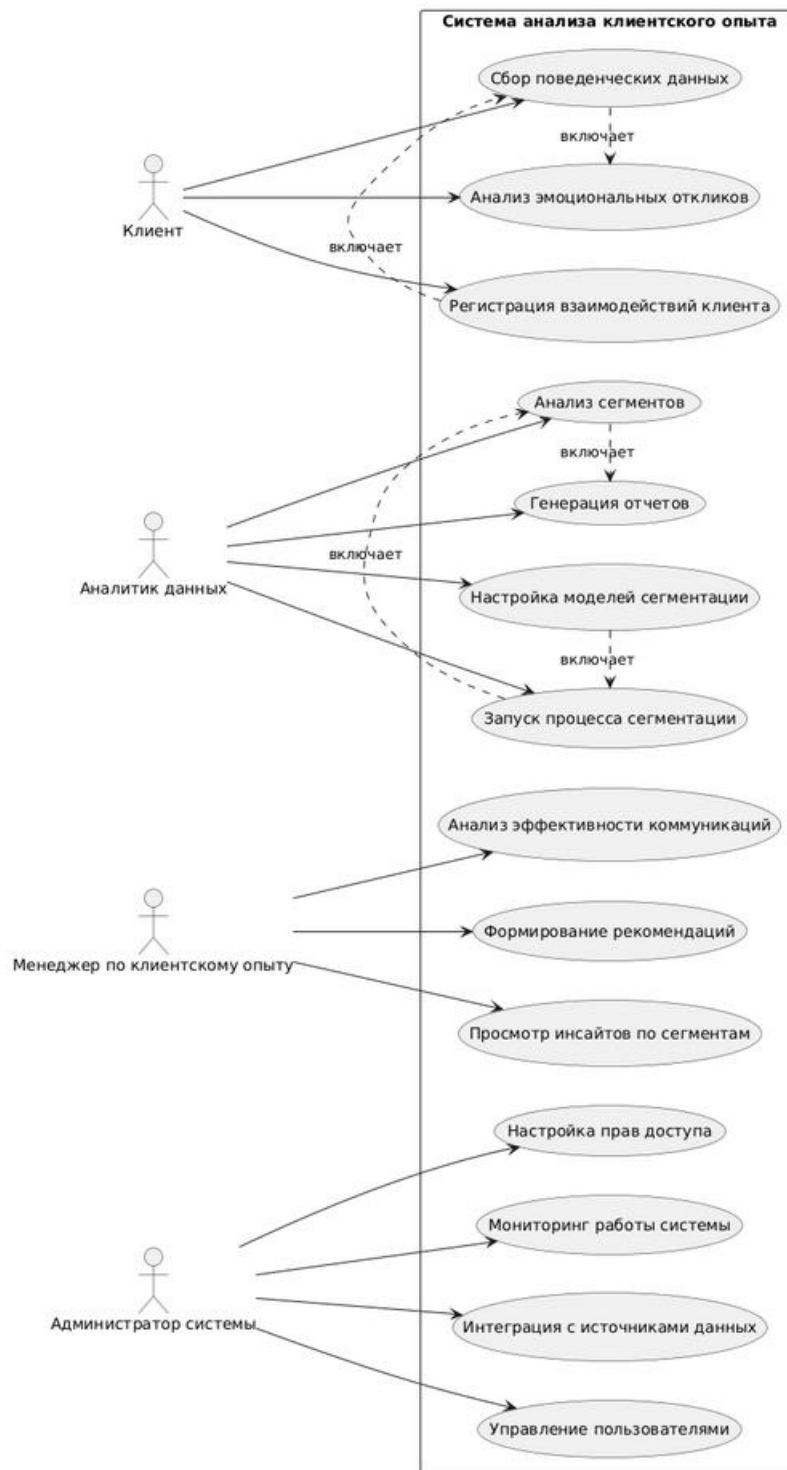 Система анализа клиентского опыта
Сбор поведенческих данных
включает
Анализ эмоциональных откликов
Клиент
включает
Регистрация взаимодействий клиента
Анализ сегментов
включает
Генерация отчетов
включает
Аналитик данных
Настройка моделей сегментации
включает
Запуск процесса сегментации
Анализ эффективности коммуникаций
Формирование рекомендаций
Менеджер по клиентскому опыту
Просмотр инсайтов по сегментам
Настройка прав доступа
Мониторинг работы системы
Администратор системы
Интеграция с источниками данных
Управление пользователями